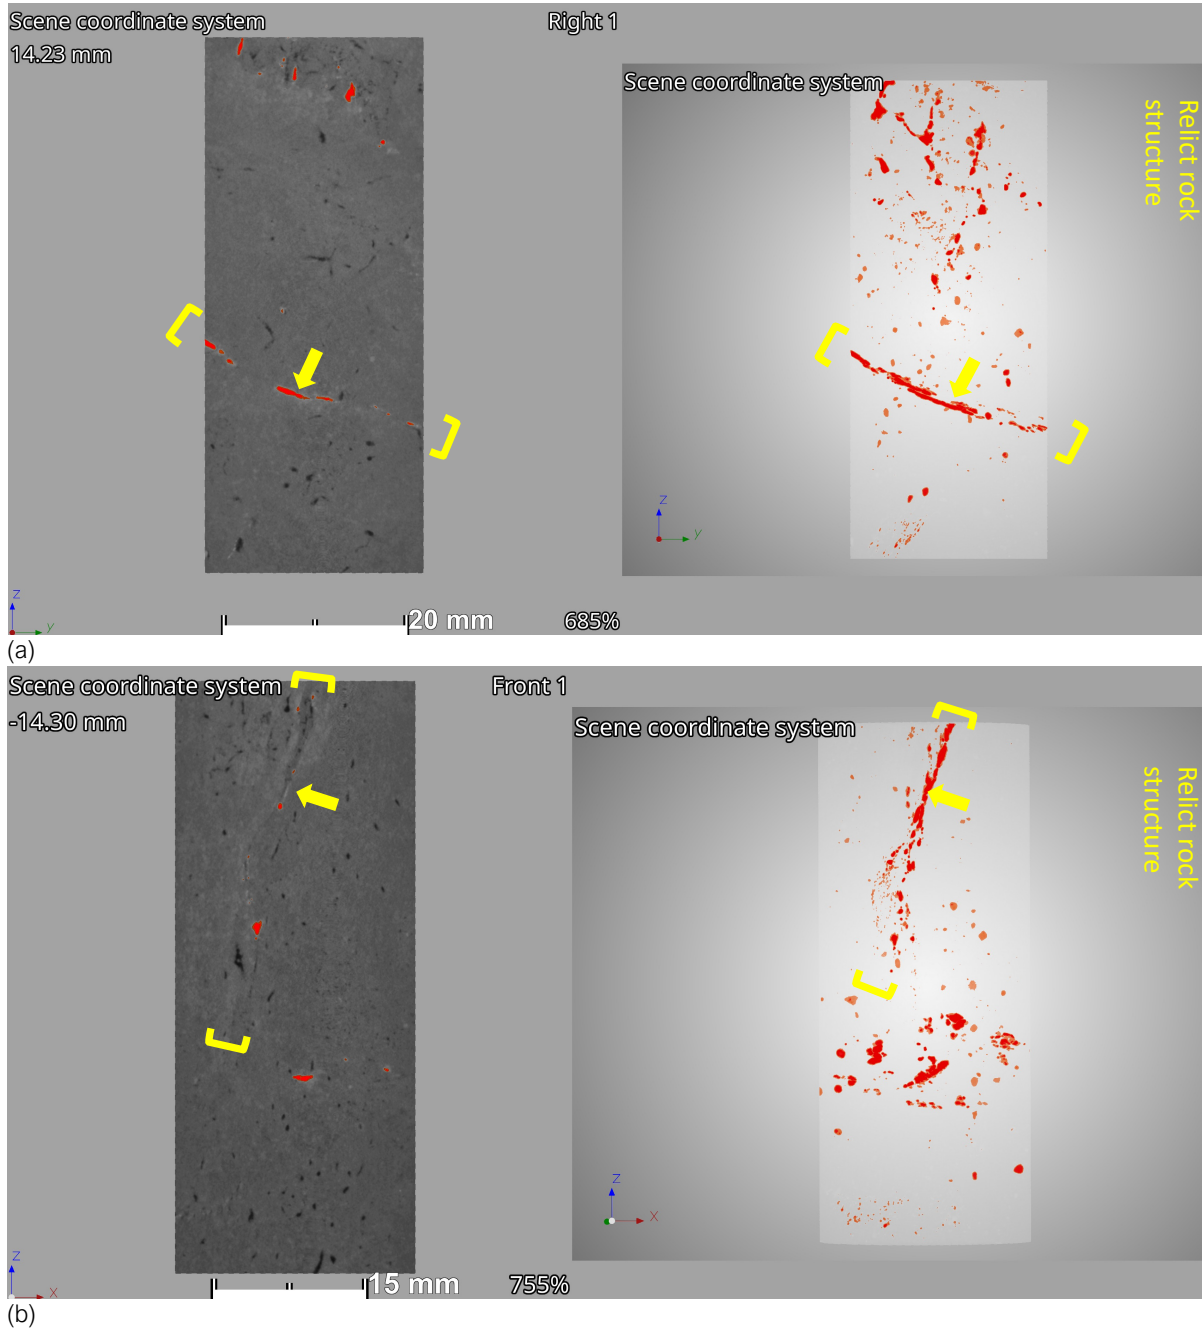 Scene coordinate system
14.23 mm
Right 1
Scene coordinate system
Relict rock
structure
z
y
z
y
20 mm
685%
(a)
Scene coordinate system
-14.30 mm
Front 1
Scene coordinate system
Relict rock
structure
z
x
z
x
15 mm
755%
(b)